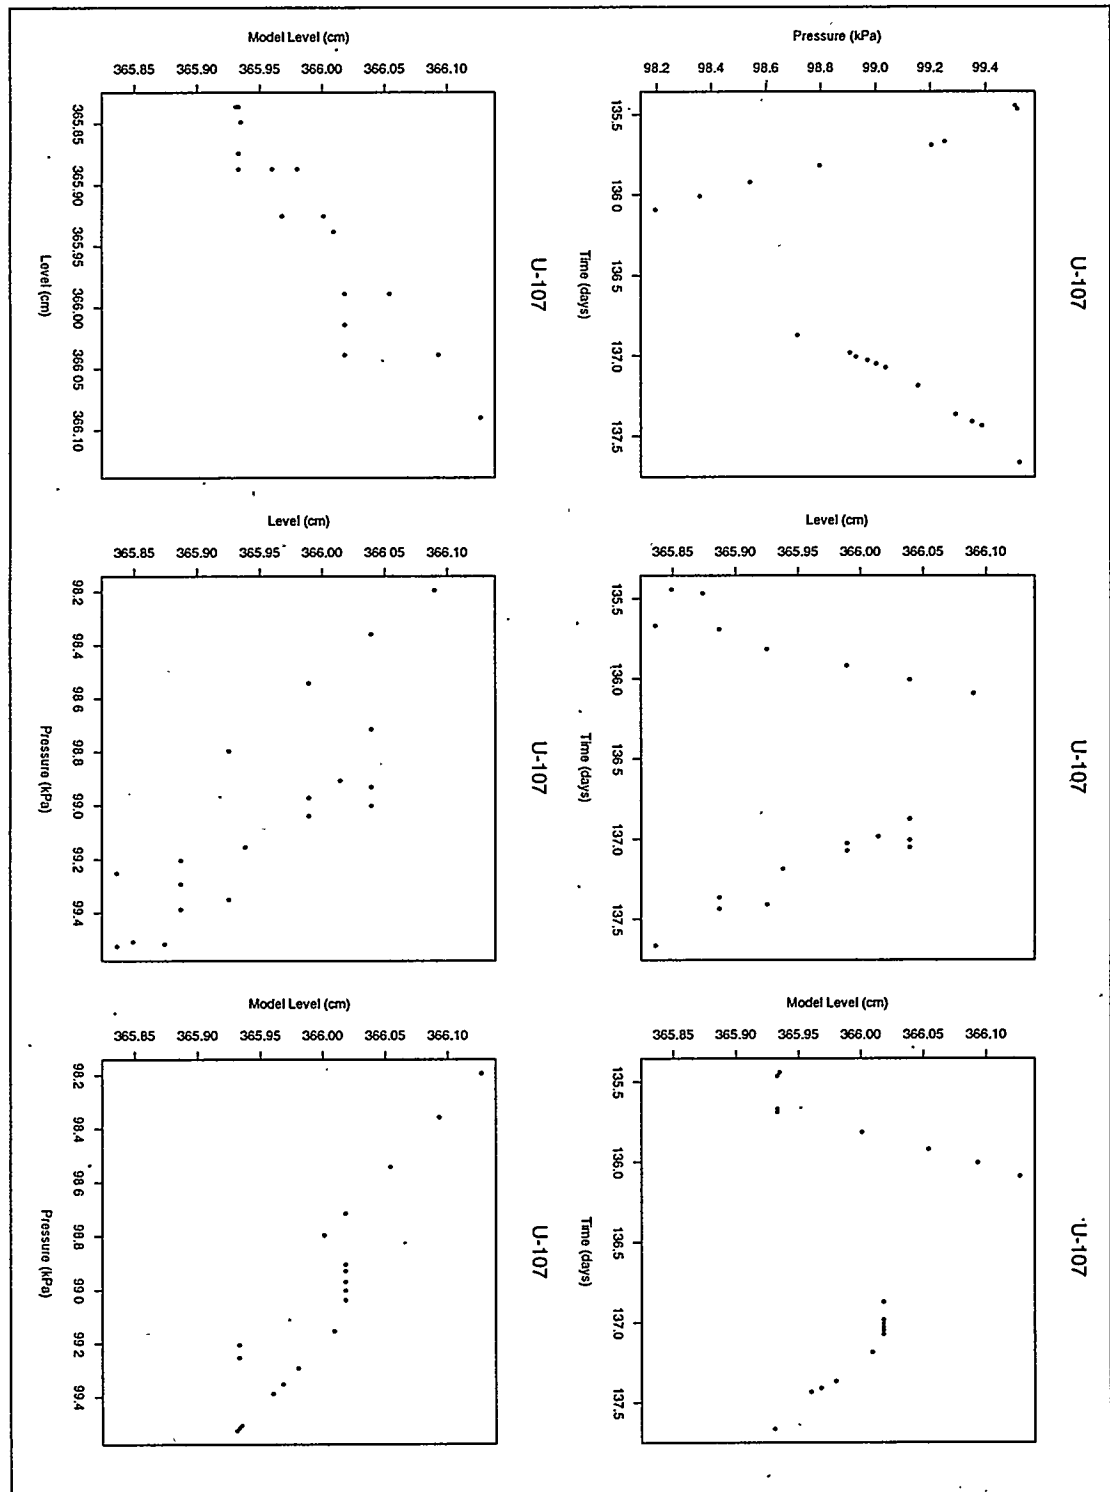 U-107
Pressure (kPa)
98.2 98.4 98.6 98.8 99.0 99.2 99.4
135.5 136.0 136.5 137.0 137.5
Time (days)
U-107
Level (cm)
365.85 365.90 365.95 366.00 366.05 366.10
135.5 136.0 136.5 137.0 137.5
Time (days)
U-107
Model Level (cm)
365.85 365.90 365.95 366.00 366.05 366.10
135.5 136.0 136.5 137.0 137.5
Time (days)
U-107
Model Level (cm)
365.85 365.90 365.95 366.00 366.05 366.10
365.85 365.90 365.95 366.00 366 05 366.10
Level (cm)
U-107
Level (cm)
365.85 365.90 365.95 366.00 366.05 366.10
98.2 98.4 98.6 98.8 99.0 99.2 99.4
Pressure (kPa)
U-107
Model Level (cm)
365.85 365.90 365.95 366.00 366.05 366.10
98.2 98.4 98 6 98.8 99 0 99 2 99.4
Pressure (kPa)